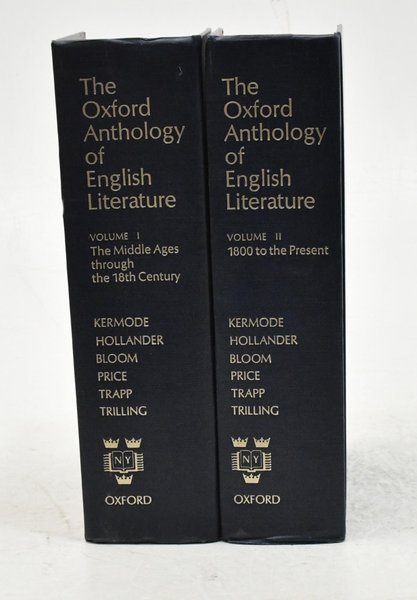 The
Oxford
Anthology
of
English
Literature
VOLUME I
The Middle Ages
through
the 18th Century
KERMODE
HOLLANDER
BLOOM
PRICE
TRAPP
TRILLING
NY
OXFORD
The
Oxford
Anthology
of
English
Literature
VOLUME II
1800 to the Present
KERMODE
HOLLANDER
BLOOM
PRICE
TRAPP
TRILLING
NY
OXFORD